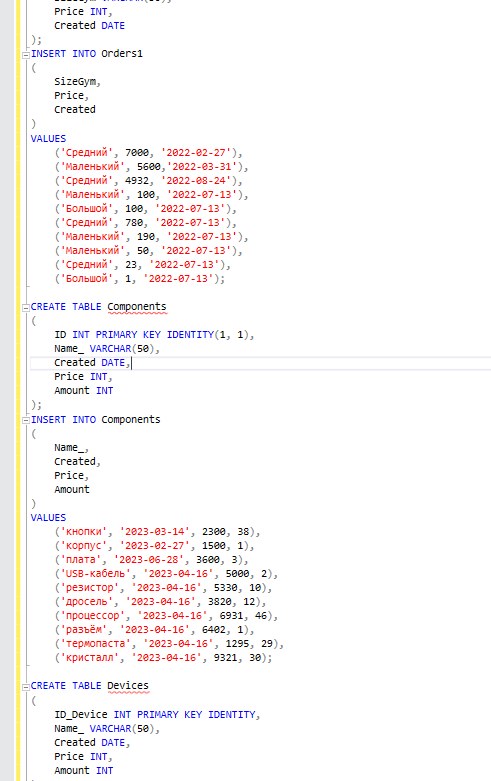 Price INT,
Created DATE
);
INSERT INTO Orders1
(
SizeGym,
Price,
Created
)
VALUES
('Средний', 7000, '2022-02-27'),
('Маленький', 5600,'2022-03-31'),
('Средний', 4932, '2022-08-24'),
('Маленький', 100, '2022-07-13'),
('Большой', 100, '2022-07-13'),
('Средний', 780, '2022-07-13'),
('Маленький', 190, '2022-07-13'),
('Маленький', 50, '2022-07-13'),
('Средний', 23, '2022-07-13'),
('Большой', 1, '2022-07-13');
CREATE TABLE Components
(
ID INT PRIMARY KEY IDENTITY(1, 1),
Name_ VARCHAR(50),
Created DATE,
Price INT,
Amount INT
);
INSERT INTO Components
(
Name_,
Created,
Price,
Amount
)
VALUES
('кнопки', '2023-03-14', 2300, 38),
('корпус', '2023-02-27', 1500, 1),
('плата', '2023-06-28', 3600, 3),
('USB-кабель', '2023-04-16', 5000, 2),
('резистор', '2023-04-16', 5330, 10),
('дросель', '2023-04-16', 3820, 12),
('процессор', '2023-04-16', 6931, 46),
('разъём', '2023-04-16', 6402, 1),
('термопаста', '2023-04-16', 1295, 29),
('кристалл', '2023-04-16', 9321, 30);
CREATE TABLE Devices
(
ID_Device INT PRIMARY KEY IDENTITY,
Name_ VARCHAR(50),
Created DATE,
Price INT,
Amount INT